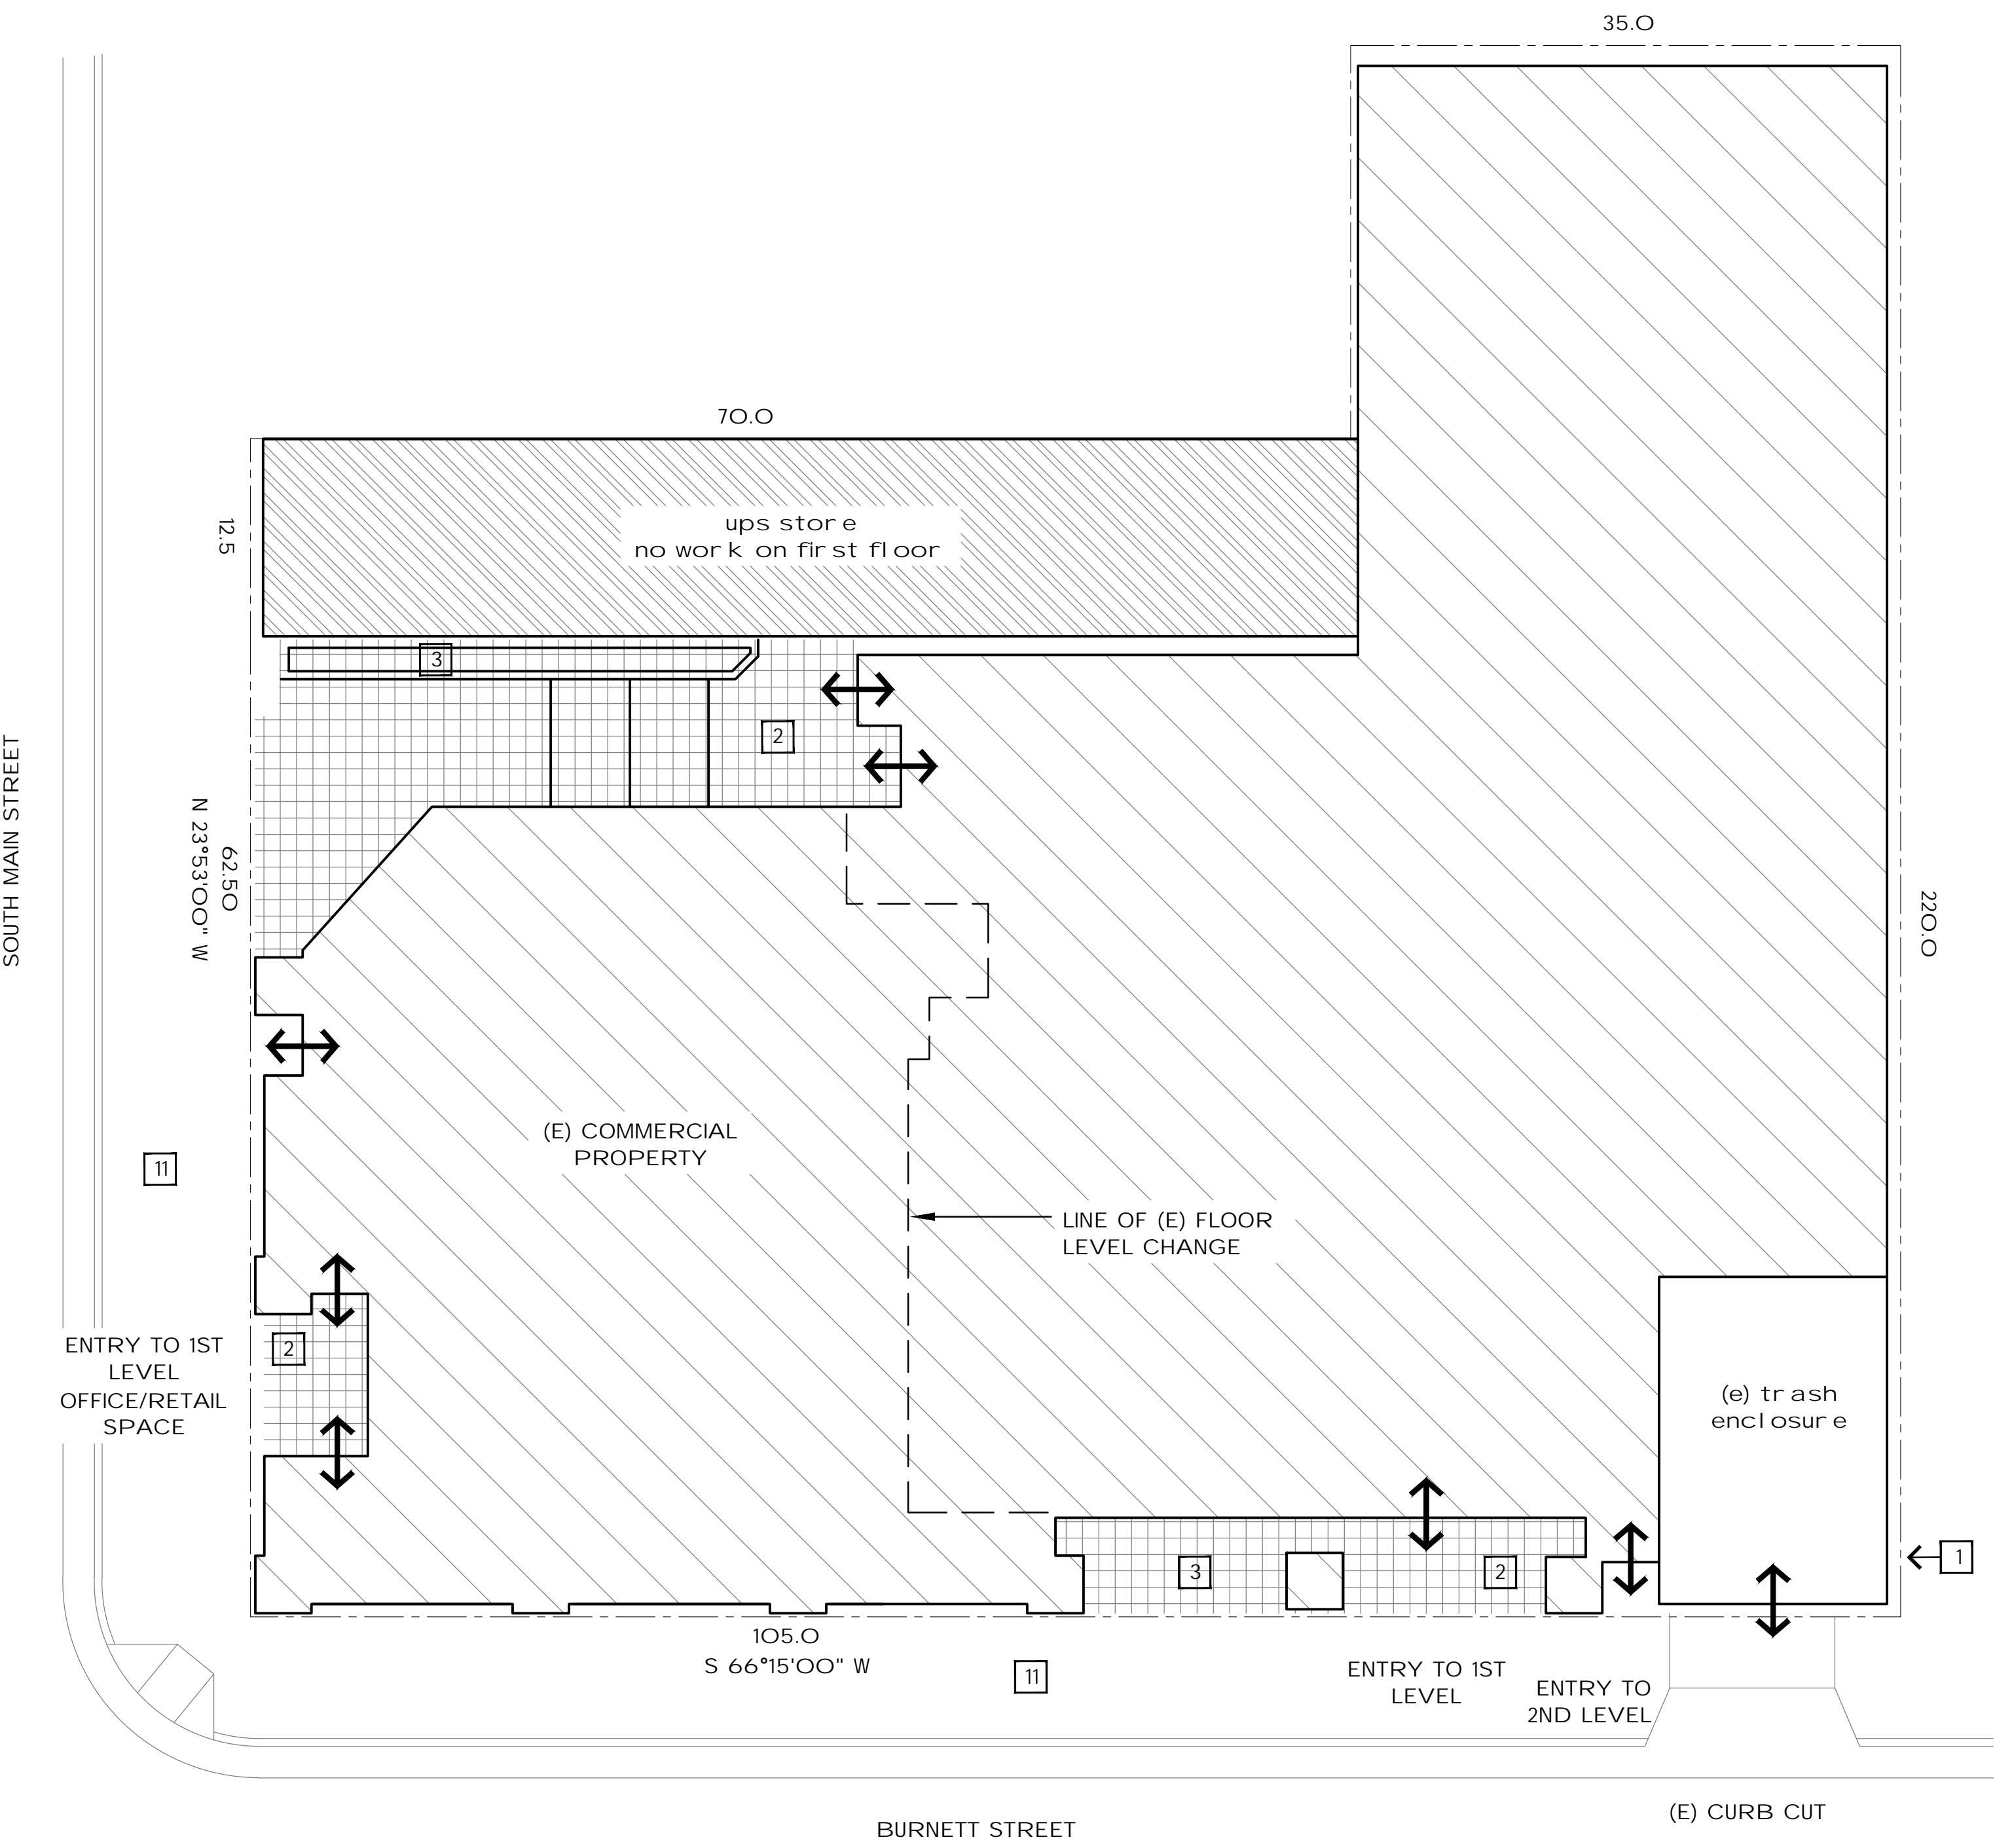 35.0
70.0
12.5
ups store
no work on first floor
3
2
SOUTH MAIN STREET
N 23°53'00" W
62.50
220.0
(E) COMMERCIAL
PROPERTY
11
LINE OF (E) FLOOR
LEVEL CHANGE
ENTRY TO 1ST
LEVEL
OFFICE/RETAIL
SPACE
2
(e) trash
enclosure
3
2
1
105.0
S 66°15'00" W
11
ENTRY TO 1ST
LEVEL
ENTRY TO
2ND LEVEL
(E) CURB CUT
BURNETT STREET